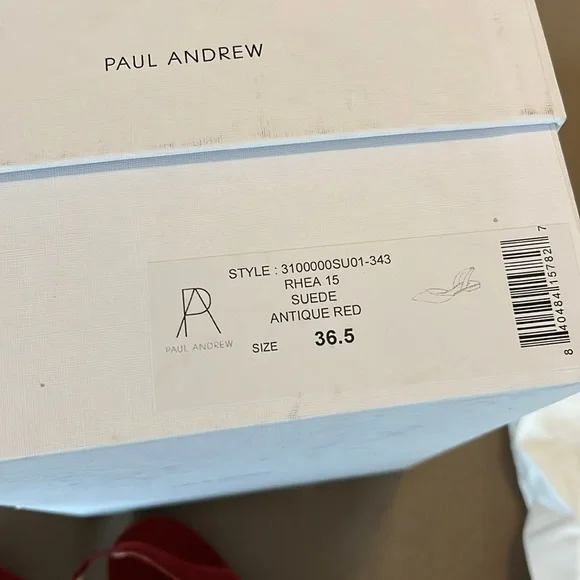 PAUL ANDREW
STYLE : 3100000SU01-343
RHEA 15
SUEDE
ANTIQUE RED
SIZE 36.5
PA
PAUL ANDREW
8 40484 15782 7